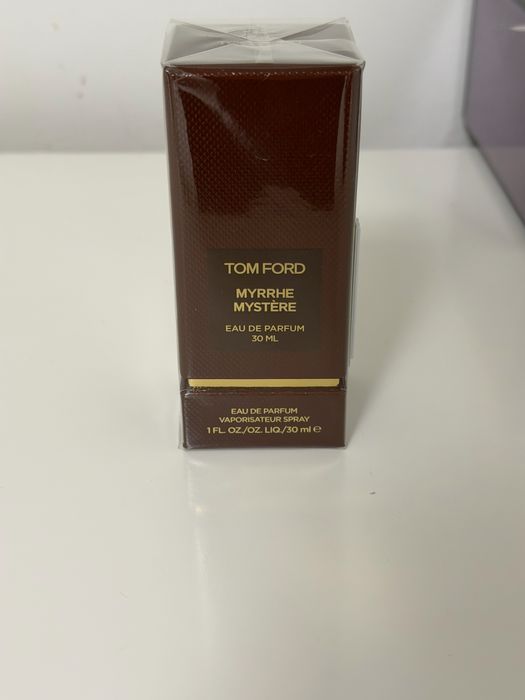 TOM FORD
MYRRHE
MYSTÈRE
EAU DE PARFUM
30 ML
EAU DE PARFUM
VAPORISATEUR SPRAY
1 FL. OZ./OZ. LIQ./30 ml ℮